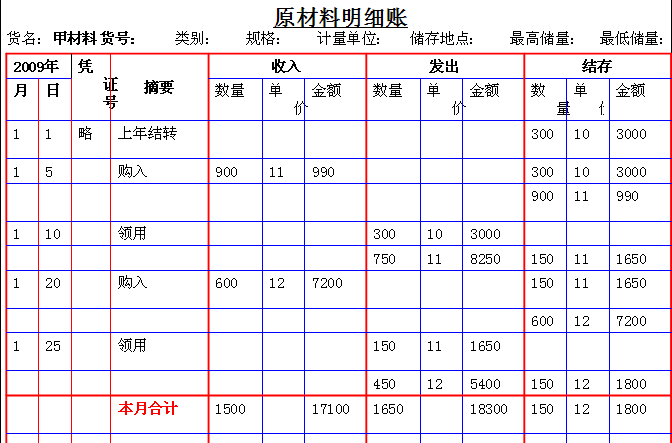 原材料明细账
货名: 甲材料 货号: 类别: 规格: 计量单位: 储存地点: 最高储量: 最低储量:
2009年 凭证号 摘要 收入 发出 结存
月 日 数量 单价 金额 数量 单价 金额 数量 单 金额
1 1 略 上年结转 300 10 3000
1 5 购入 900 11 990 300 10 3000
900 11 990
1 10 领用 300 10 3000
750 11 8250 150 11 1650
1 20 购入 600 12 7200 150 11 1650
600 12 7200
1 25 领用 150 11 1650
450 12 5400 150 12 1800
本月合计 1500 17100 1650 18300 150 12 1800